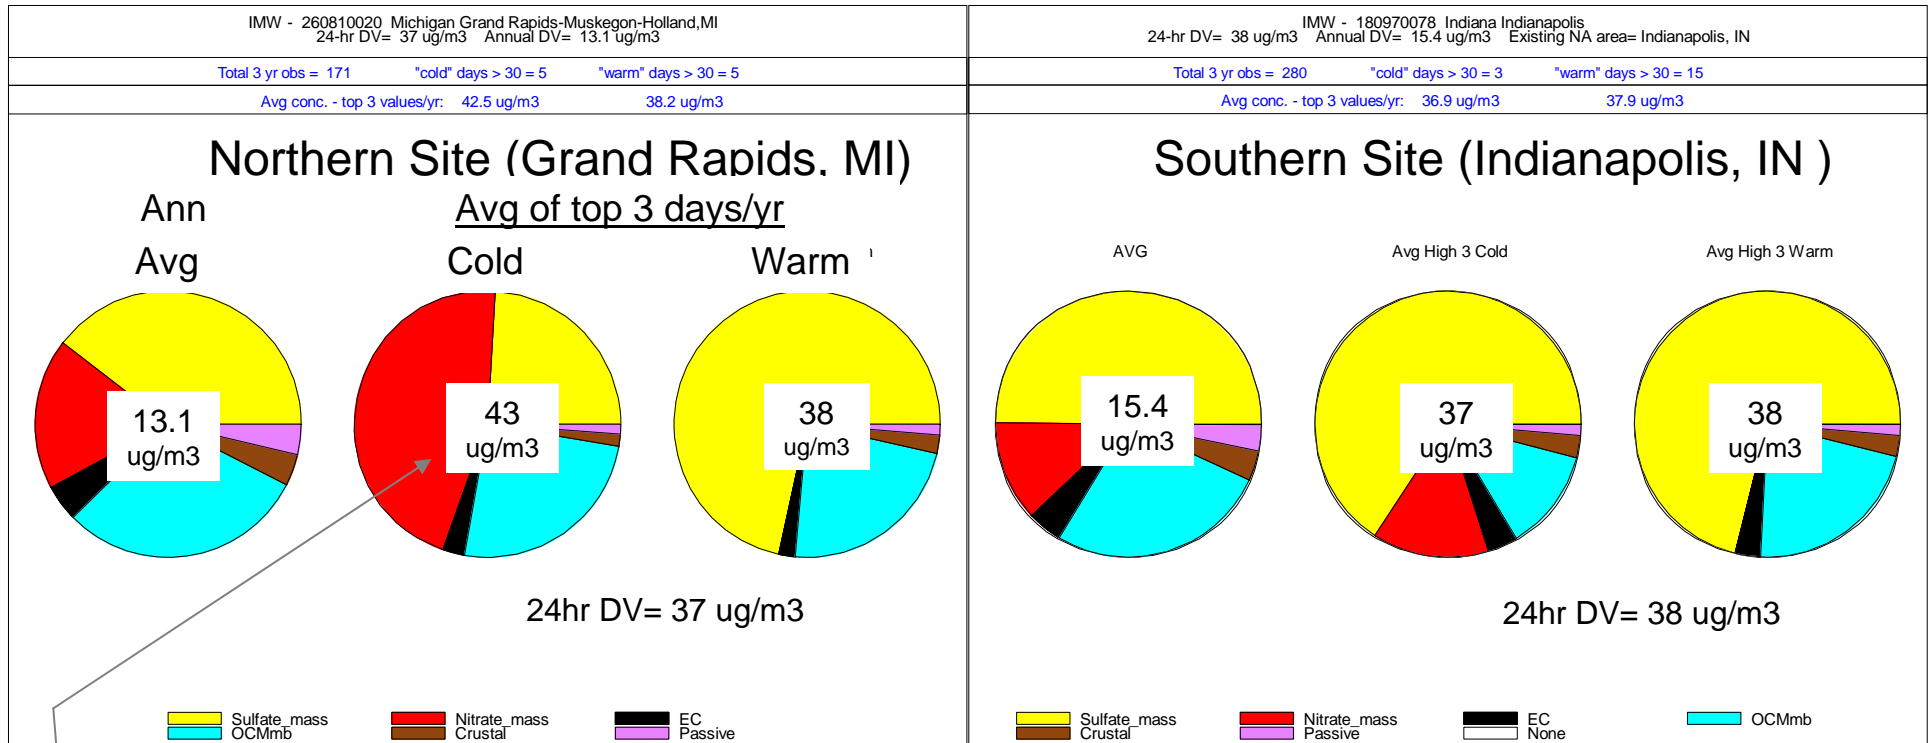 IMW - 260810020 Michigan Grand Rapids-Muskegon-Holland,MI
24-hr DV= 37 ug/m3 Annual DV= 13.1 ug/m3
Total 3 yr obs = 171 "cold" days > 30 = 5 "warm" days > 30 = 5
Avg conc. - top 3 values/yr: 42.5 ug/m3 38.2 ug/m3
Northern Site (Grand Rapids, MI)
Ann
Avg
Avg of top 3 days/yr
Cold
Warm
13.1
ug/m3
43
ug/m3
38
ug/m3
24hr DV= 37 ug/m3
Sulfate_mass Nitrate_mass EC
OCMmb Crustal Passive
IMW - 180970078 Indiana Indianapolis
24-hr DV= 38 ug/m3 Annual DV= 15.4 ug/m3 Existing NA area= Indianapolis, IN
Total 3 yr obs = 280 "cold" days > 30 = 3 "warm" days > 30 = 15
Avg conc. - top 3 values/yr: 36.9 ug/m3 37.9 ug/m3
Southern Site (Indianapolis, IN )
AVG
Avg High 3 Cold
Avg High 3 Warm
15.4
ug/m3
37
ug/m3
38
ug/m3
24hr DV= 38 ug/m3
Sulfate_mass Nitrate_mass EC OCMmb
Crustal Passive None